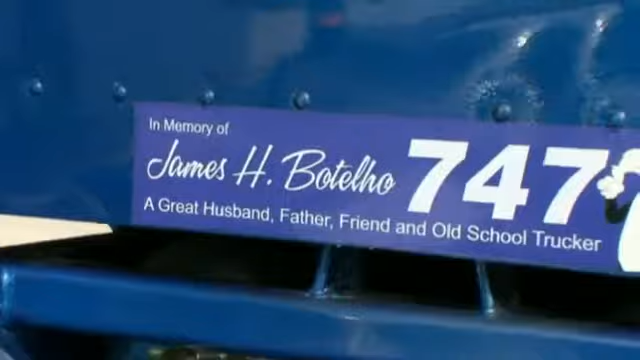 In Memory of
James H. Botelho 747
A Great Husband, Father, Friend and Old School Trucker